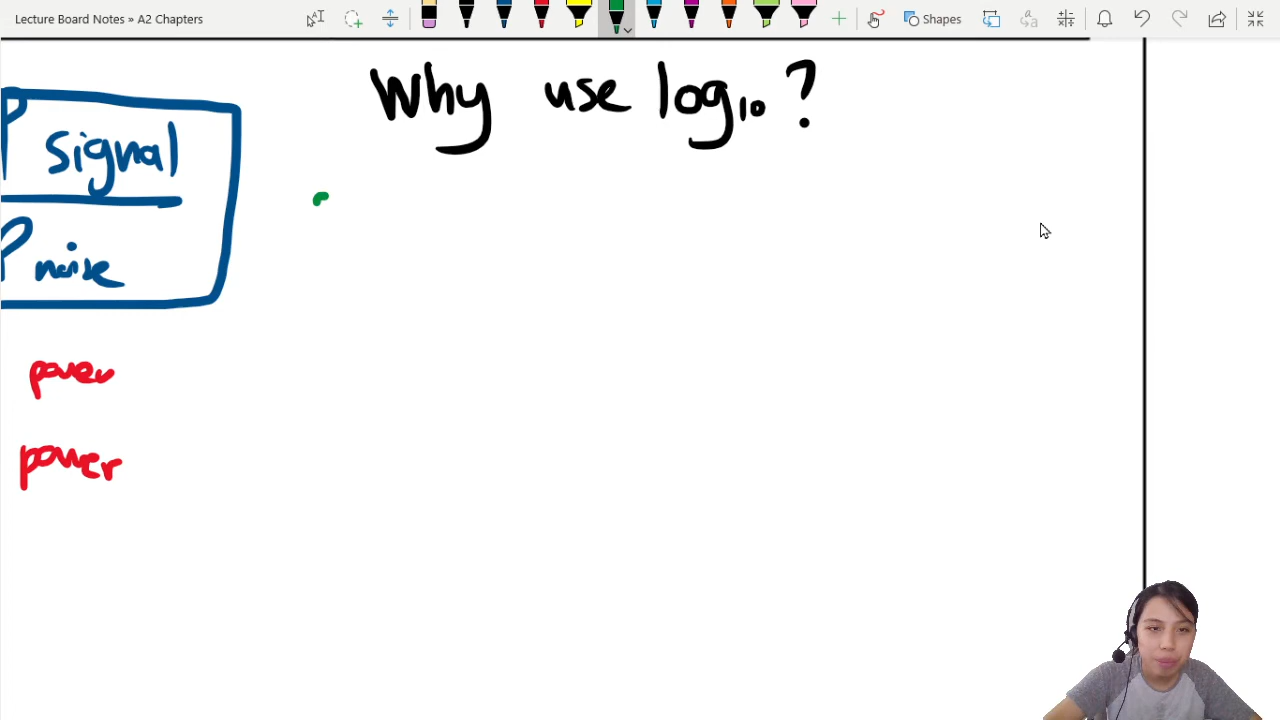 Lecture Board Notes » A2 Chapters
Shapes
Why use log₁₀ ?
P signal
P noise
power
power